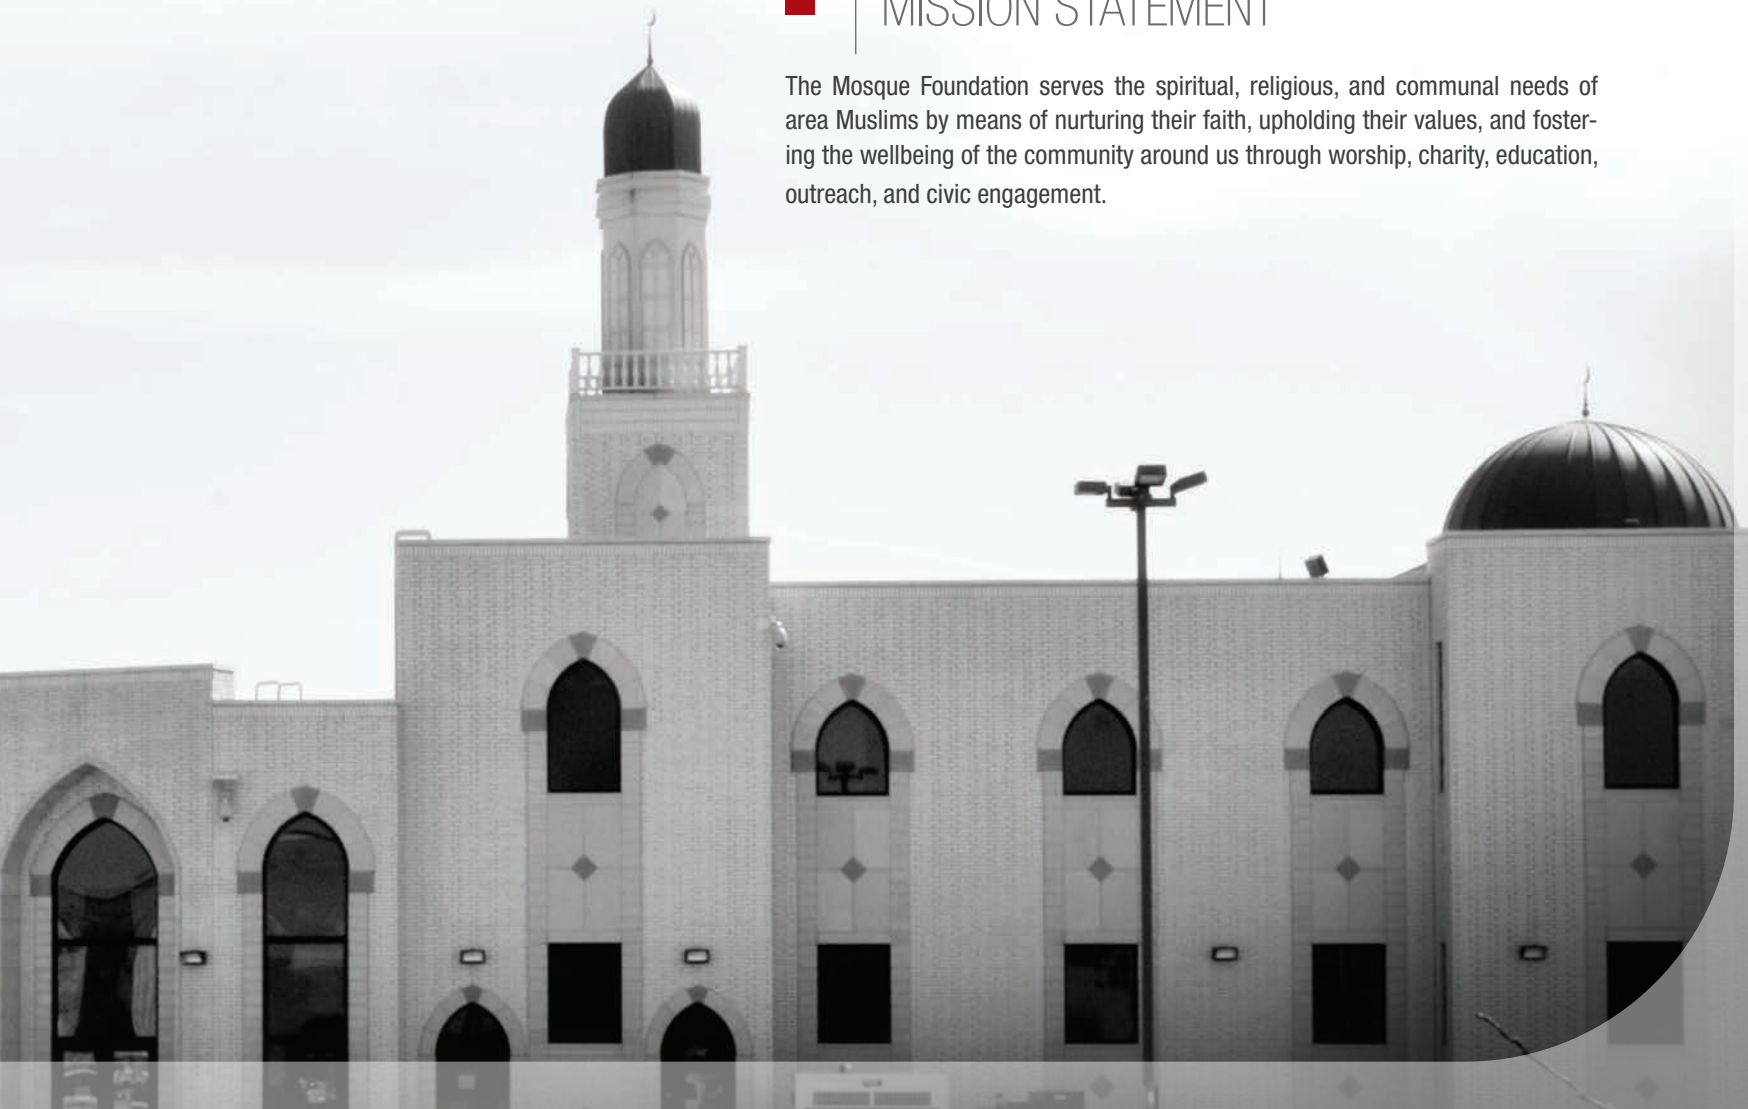 MISSION STATEMENT
The Mosque Foundation serves the spiritual, religious, and communal needs of
area Muslims by means of nurturing their faith, upholding their values, and foster-
ing the wellbeing of the community around us through worship, charity, education,
outreach, and civic engagement.